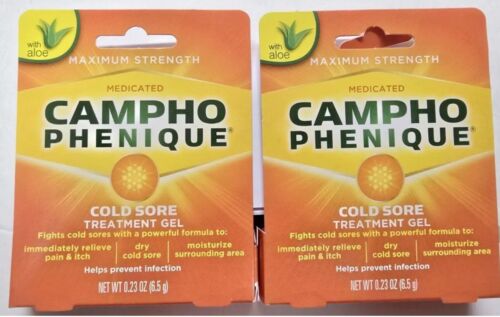 with
aloe
MAXIMUM STRENGTH
MEDICATED
CAMPHO
PHENIQUE®
COLD SORE
TREATMENT GEL
Fights cold sores with a powerful formula to:
immediately relieve
pain & itch
dry
cold sore
moisturize
surrounding area
Helps prevent infection
NET WT 0.23 OZ (6.5 g)
with
aloe
MAXIMUM STRENGTH
MEDICATED
CAMPHO
PHENIQUE®
COLD SORE
TREATMENT GEL
Fights cold sores with a powerful formula to:
immediately relieve
pain & itch
dry
cold sore
moisturize
surrounding area
Helps prevent infection
NET WT 0.23 OZ (6.5 g)